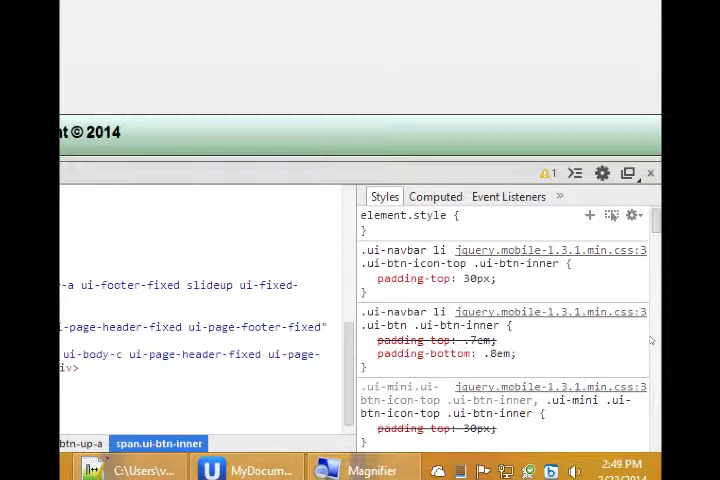 nt © 2014
1
Styles Computed Event Listeners »
element.style {
}
.ui-navbar li jquery.mobile-1.3.1.min.css:3
.ui-btn-icon-top .ui-btn-inner {
padding-top: 30px;
}
.ui-navbar li jquery.mobile-1.3.1.min.css:3
.ui-btn .ui-btn-inner {
padding-top: .7em;
padding-bottom: .8em;
}
.ui-mini.ui- jquery.mobile-1.3.1.min.css:3
btn-icon-top .ui-btn-inner, .ui-mini .ui-
btn-icon-top .ui-btn-inner {
padding-top: 30px;
}
-a ui-footer-fixed slideup ui-fixed-
i-page-header-fixed ui-page-footer-fixed"
ui-body-c ui-page-header-fixed ui-page-
iv>
btn-up-a span.ui-btn-inner
C:\Users\v... MyDocum... Magnifier
2:49 PM